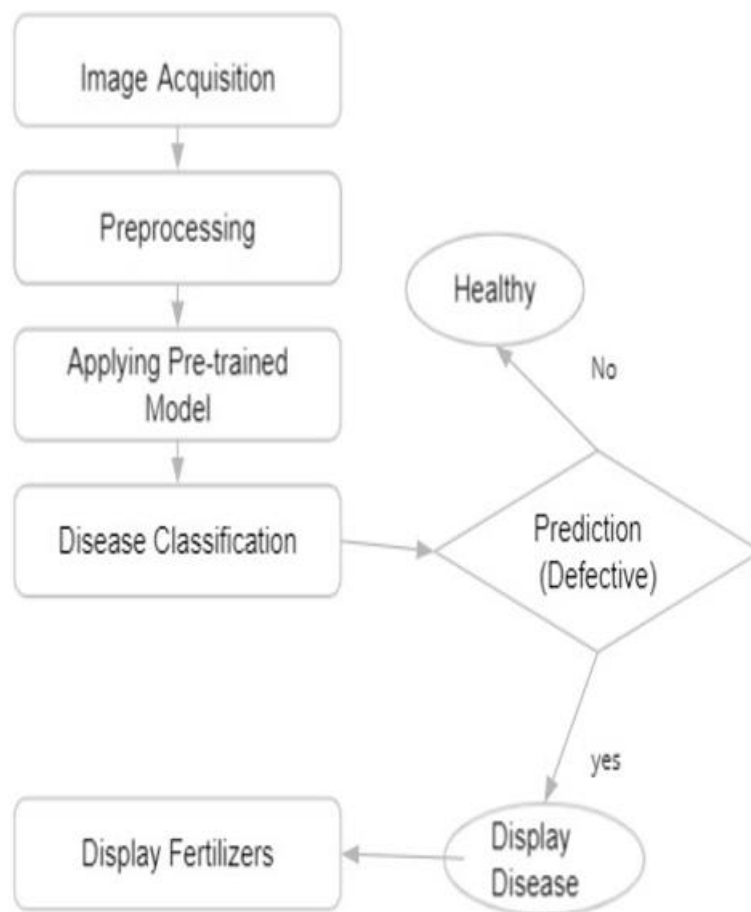 Image Acquisition
Preprocessing
Applying Pre-trained
Model
Disease Classification
Prediction
(Defective)
No
Healthy
yes
Display
Disease
Display Fertilizers